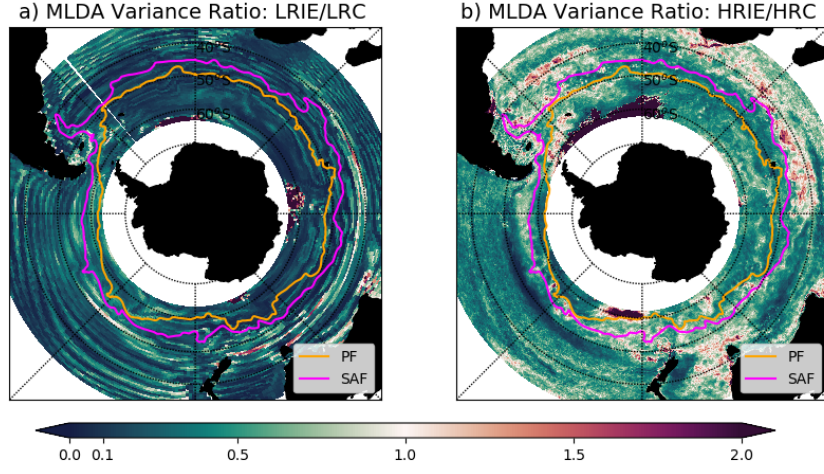 a) MLDA Variance Ratio: LRIE/LRC
b) MLDA Variance Ratio: HRIE/HRC
40°S
50°S
60°S
40°S
50°S
60°S
PF
SAF
PF
SAF
0.0 0.1 0.5 1.0 1.5 2.0